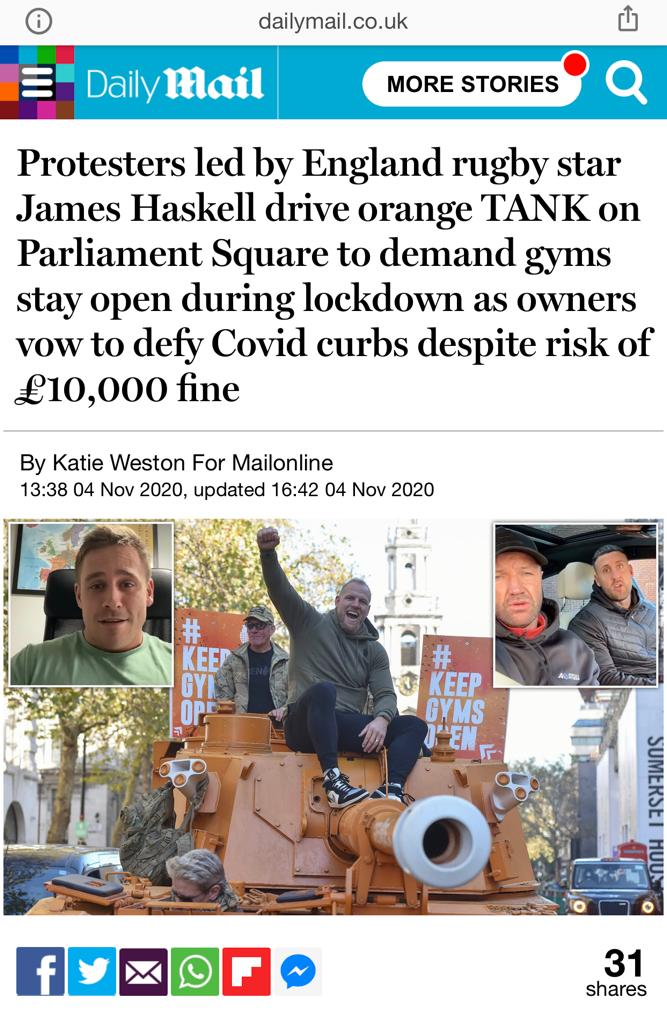 dailymail.co.uk
Daily Mail
MORE STORIES
Protesters led by England rugby star
James Haskell drive orange TANK on
Parliament Square to demand gyms
stay open during lockdown as owners
vow to defy Covid curbs despite risk of
£10,000 fine
By Katie Weston For Mailonline
13:38 04 Nov 2020, updated 16:42 04 Nov 2020
#
KEEP
GY
OP
#
KEEP
GYMS
OPEN
SOMERSET HOUS
31
shares